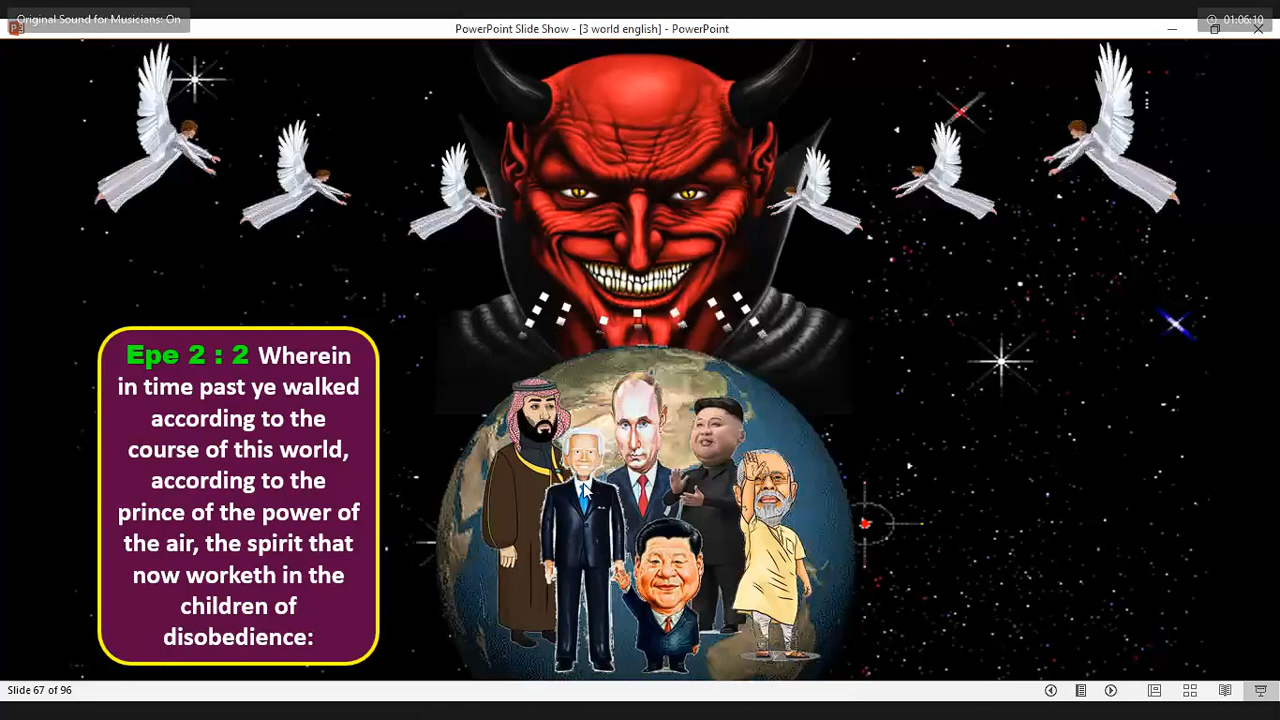 Original Sound for Musicians: On
PowerPoint Slide Show - [3 world english] - PowerPoint
01:06:10
Epe 2 : 2 Wherein
in time past ye walked
according to the
course of this world,
according to the
prince of the power of
the air, the spirit that
now worketh in the
children of
disobedience:
Slide 67 of 96